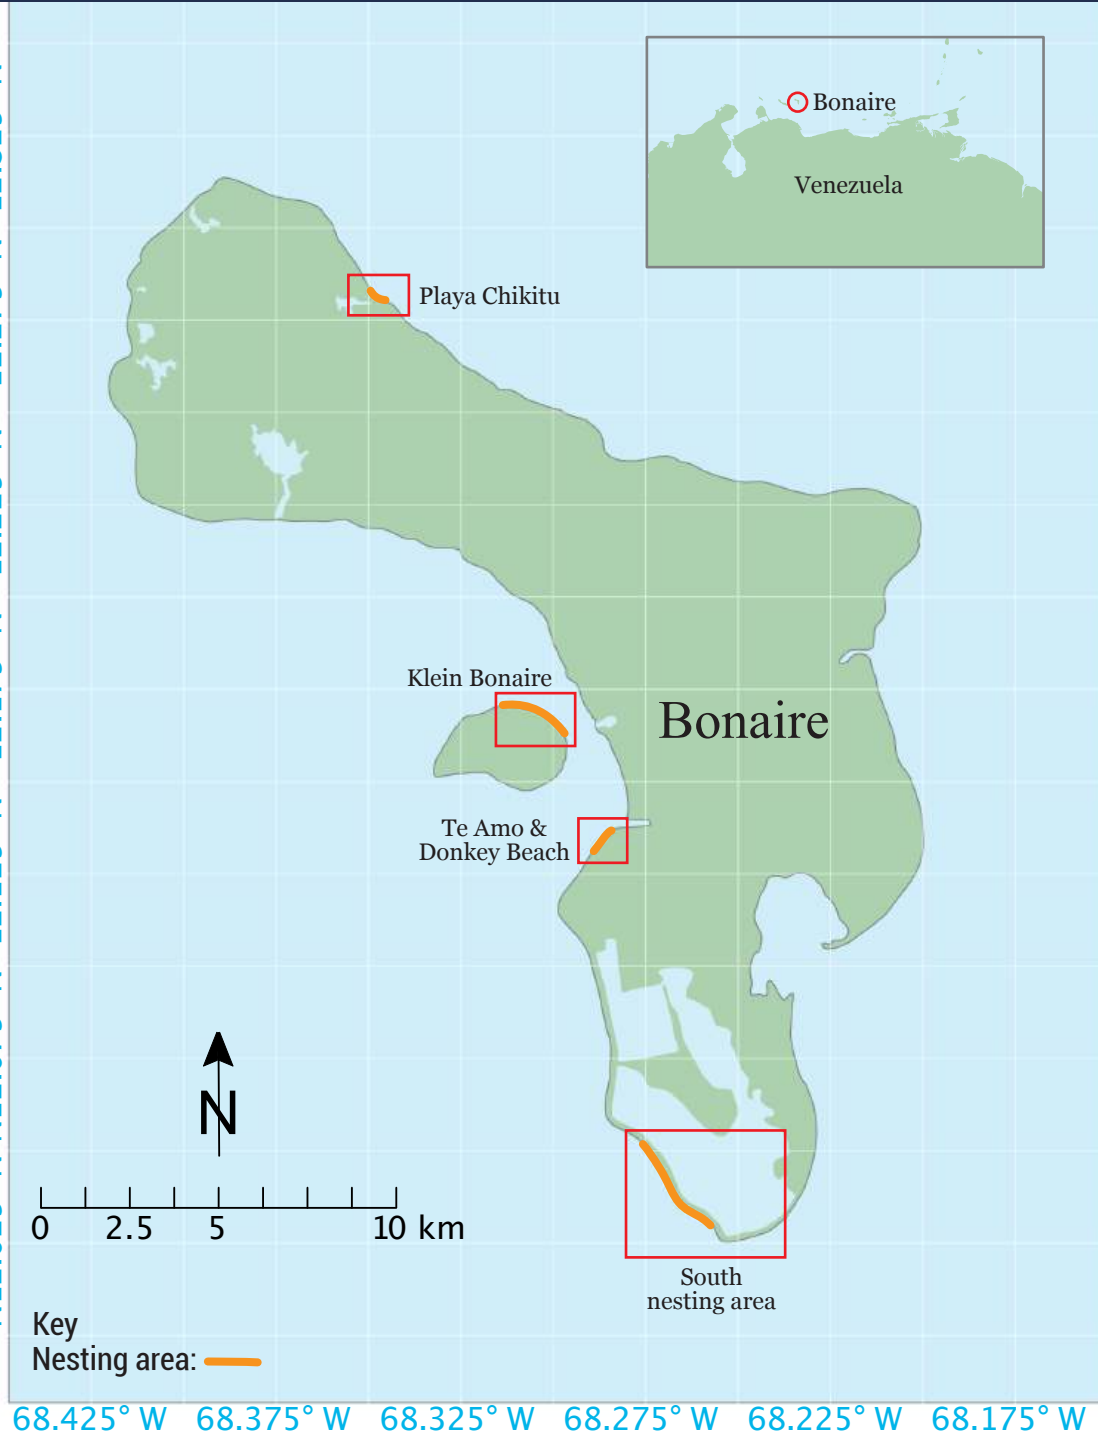 Bonaire
Venezuela
Playa Chikitu
Klein Bonaire
Bonaire
Te Amo &
Donkey Beach
N
0 2.5 5 10 km
South
nesting area
Key
Nesting area:
68.425° W 68.375° W 68.325° W 68.275° W 68.225° W 68.175° W